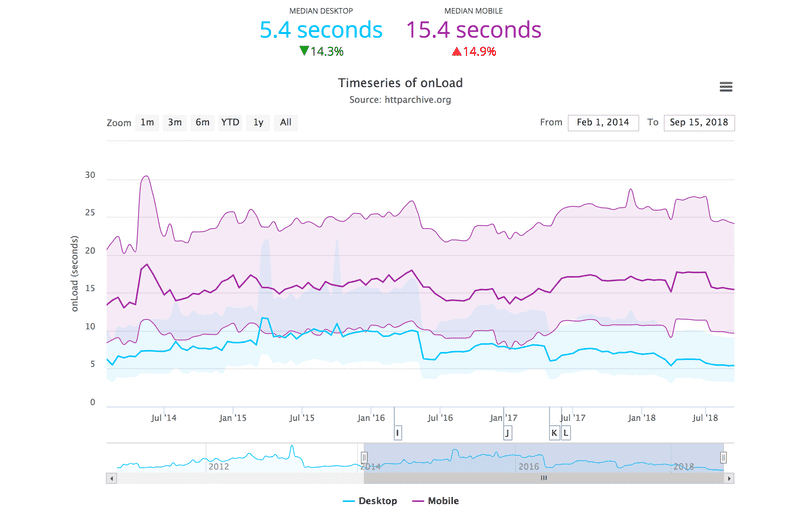 MEDIAN DESKTOP MEDIAN MOBILE
5.4 seconds 15.4 seconds
▼14.3% ▲14.9%
Timeseries of onLoad
Source: httparchive.org
Zoom 1m 3m 6m YTD 1y All From Feb 1, 2014 To Sep 15, 2018
onLoad (seconds)
30
25
20
15
10
5
0
Jul '14 Jan '15 Jul '15 Jan '16 Jul '16 Jan '17 Jul '17 Jan '18 Jul '18
I J K L
2012 2014 2016 2018
Desktop Mobile